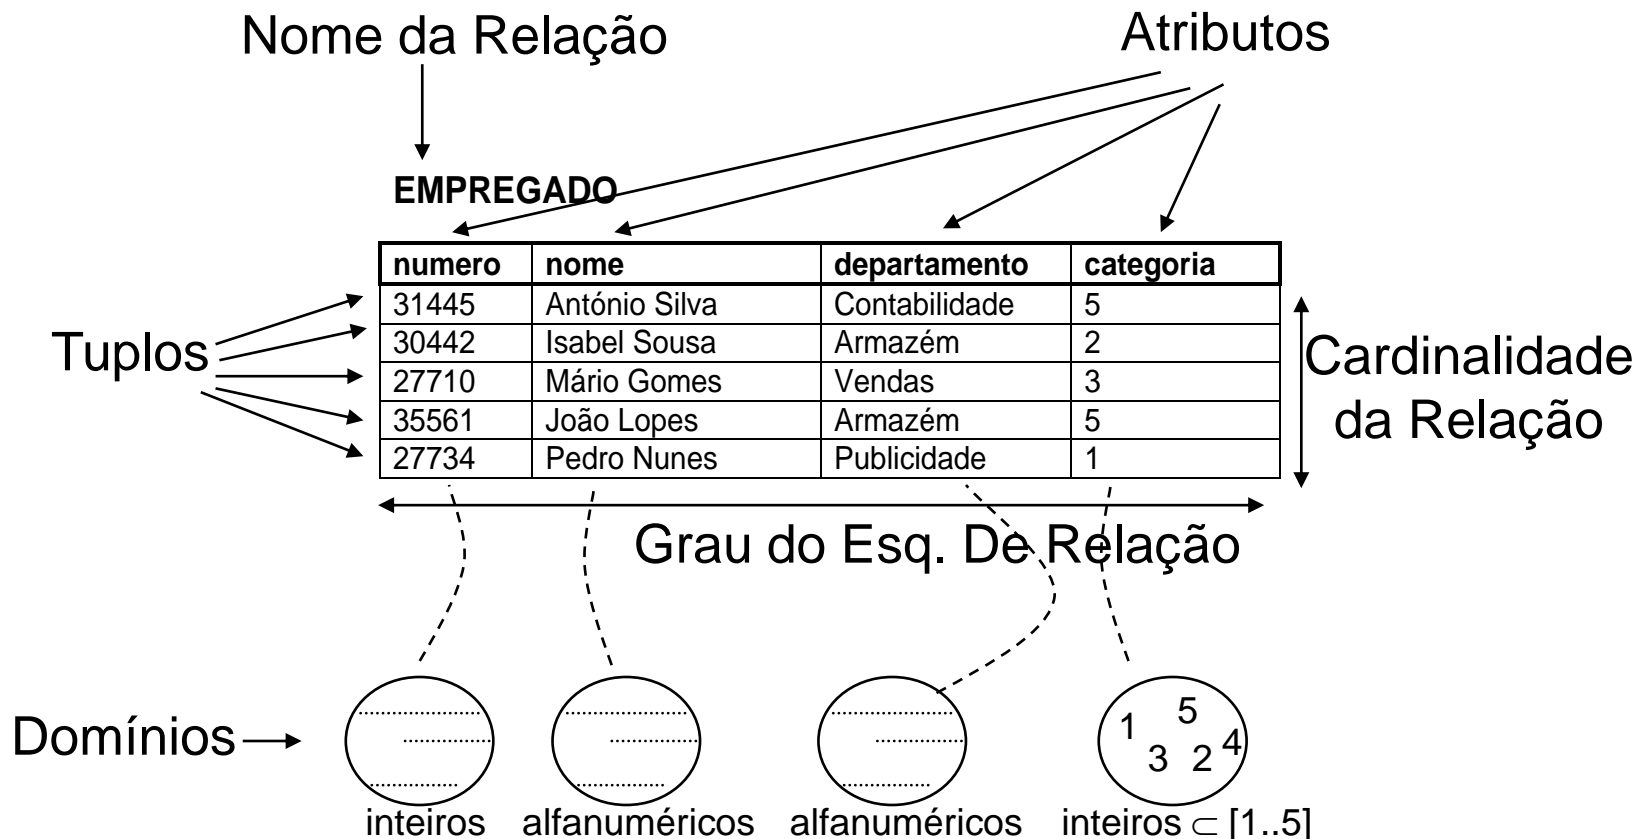 Nome da Relação
Atributos
EMPREGADO
numero nome departamento categoria
31445 António Silva Contabilidade 5
30442 Isabel Sousa Armazém 2
27710 Mário Gomes Vendas 3
35561 João Lopes Armazém 5
27734 Pedro Nunes Publicidade 1
Tuplos
Cardinalidade
da Relação
Grau do Esq. De Relação
Domínios
1 5 3 2 4
inteiros alfanuméricos alfanuméricos inteiros ⊂ [1..5]